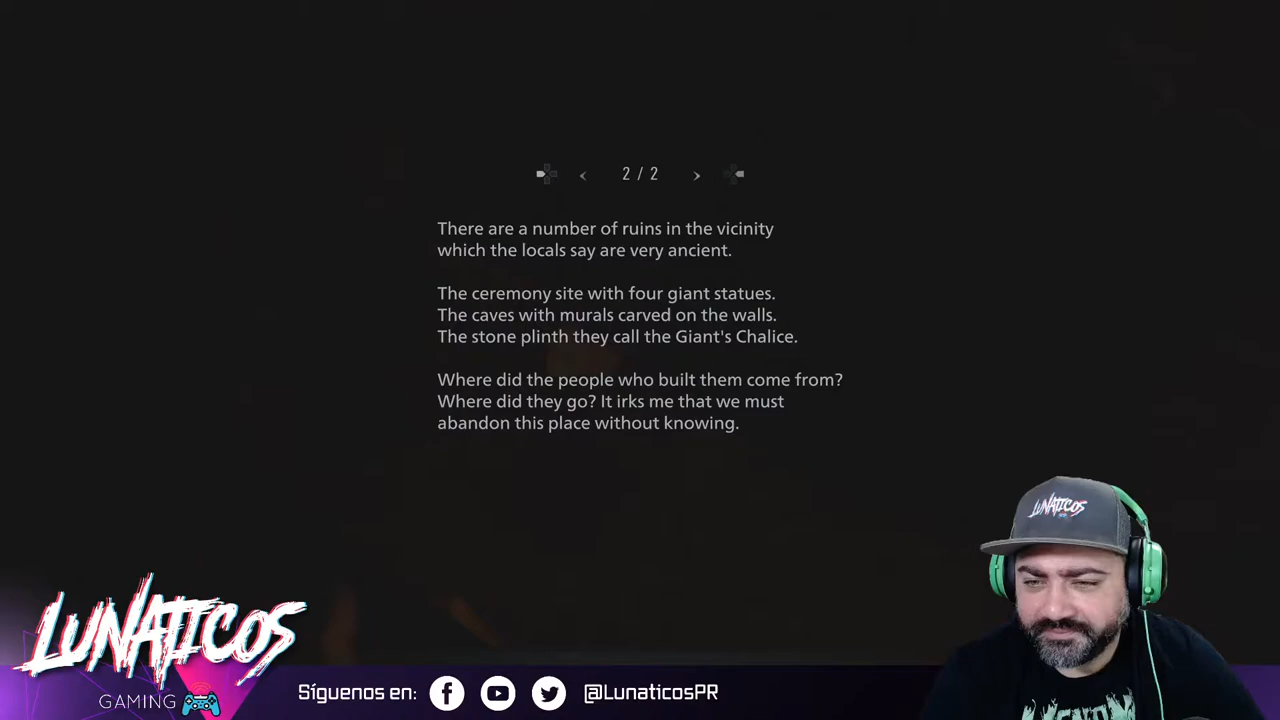 2 / 2
There are a number of ruins in the vicinity
which the locals say are very ancient.
The ceremony site with four giant statues.
The caves with murals carved on the walls.
The stone plinth they call the Giant's Chalice.
Where did the people who built them come from?
Where did they go? It irks me that we must
abandon this place without knowing.
LUNATICOS
LUNATICOS
GAMING
Síguenos en: @LunaticosPR
VENOM